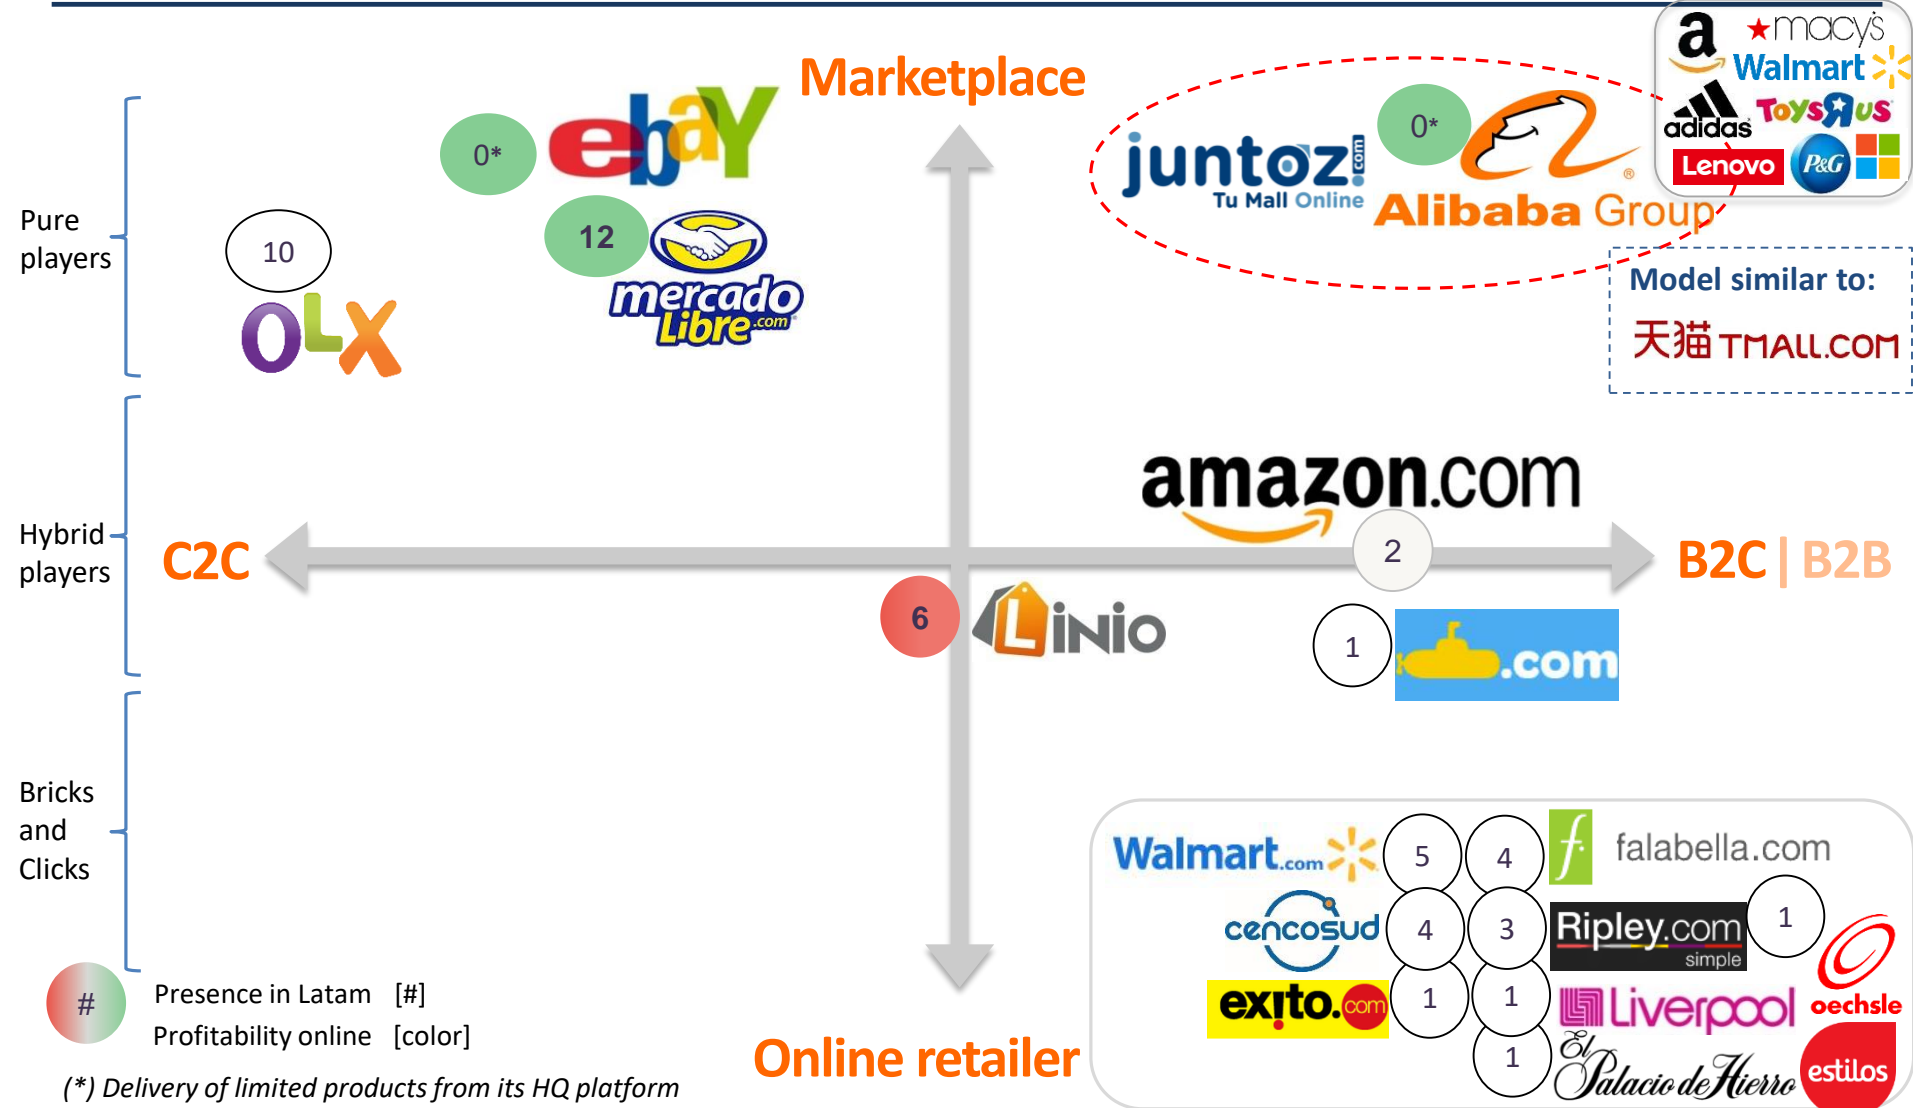 Marketplace
a
★macy's
Walmart
adidas
ToysЯus
Lenovo
P&G
0*
ebay
juntoz.com
Tu Mall Online
0*
Alibaba Group
®
Pure
players
10
OLX
12
mercado
Libre.com
Model similar to:
天猫 TMALL.COM
Hybrid
players
C2C
amazon.com
2
B2C | B2B
6
Linio
1
.com
Bricks
and
Clicks
Walmart.com
5
4
f.
falabella.com
cencosud
4
3
Ripley.com
simple
1
oechsle
exito.com
1
1
Liverpool
1
El
Palacio de Hierro
estilos
#
Presence in Latam [#]
Profitability online [color]
Online retailer
(*) Delivery of limited products from its HQ platform